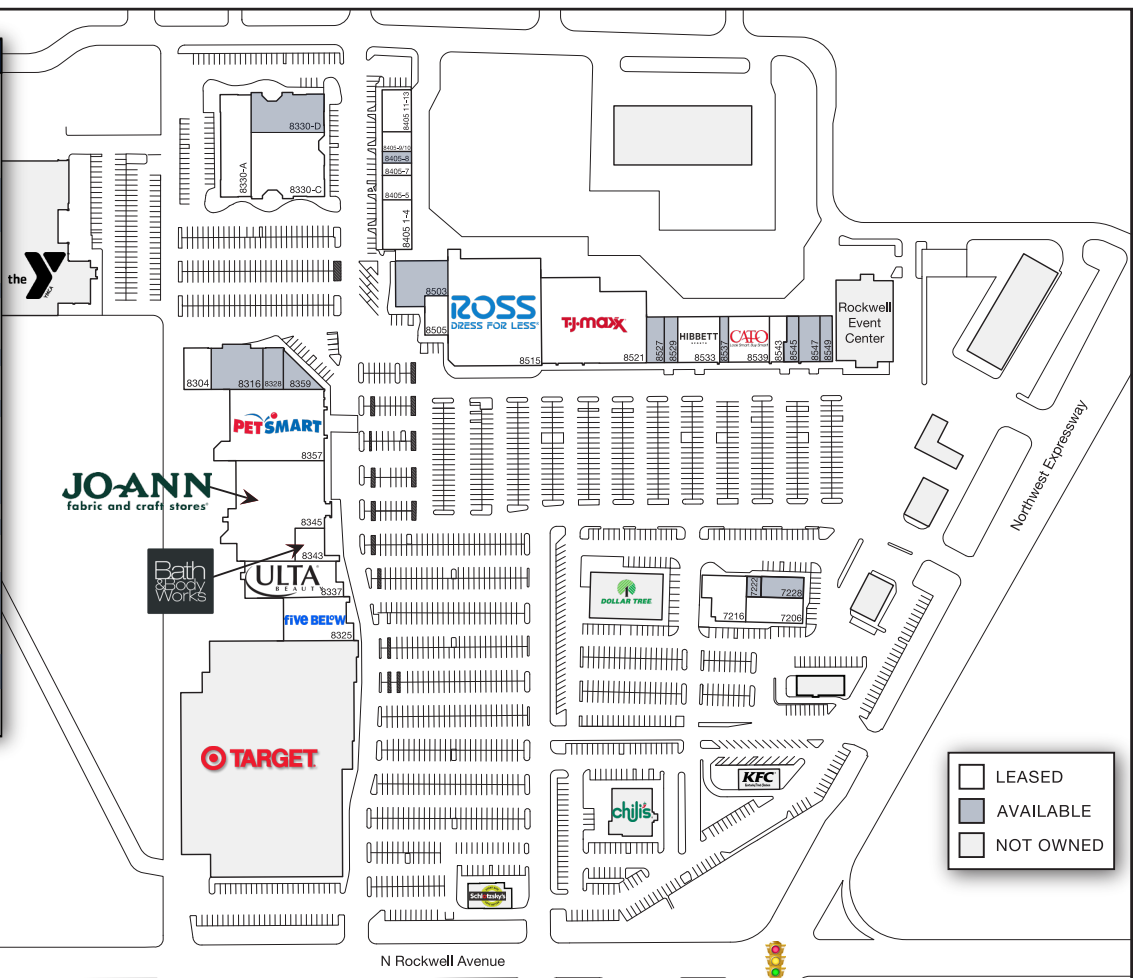 8405 11-13
8330-D
8405-9/10
8405-8
8330-A
8405-7
8330-C
8405-5
8405 1-4
the Y
YMCA
8503
ROSS
DRESS FOR LESS
8505
8515
T·J·maxx
8521
8527
8529
HIBBETT
SPORTS
8533
8537
CATO
8539
8543
8545
8547
8549
Rockwell
Event
Center
8304
8316
8328
8359
PETSMART
8357
JO-ANN
fabric and craft stores
8345
8343
Bath
&Body
Works
ULTA
BEAUTY
8337
FIVE BELOW
8325
TARGET
Northwest Expressway
DOLLAR TREE
7222
7228
7216
7206
KFC
chili's
Schlotzsky's
LEASED
AVAILABLE
NOT OWNED
N Rockwell Avenue